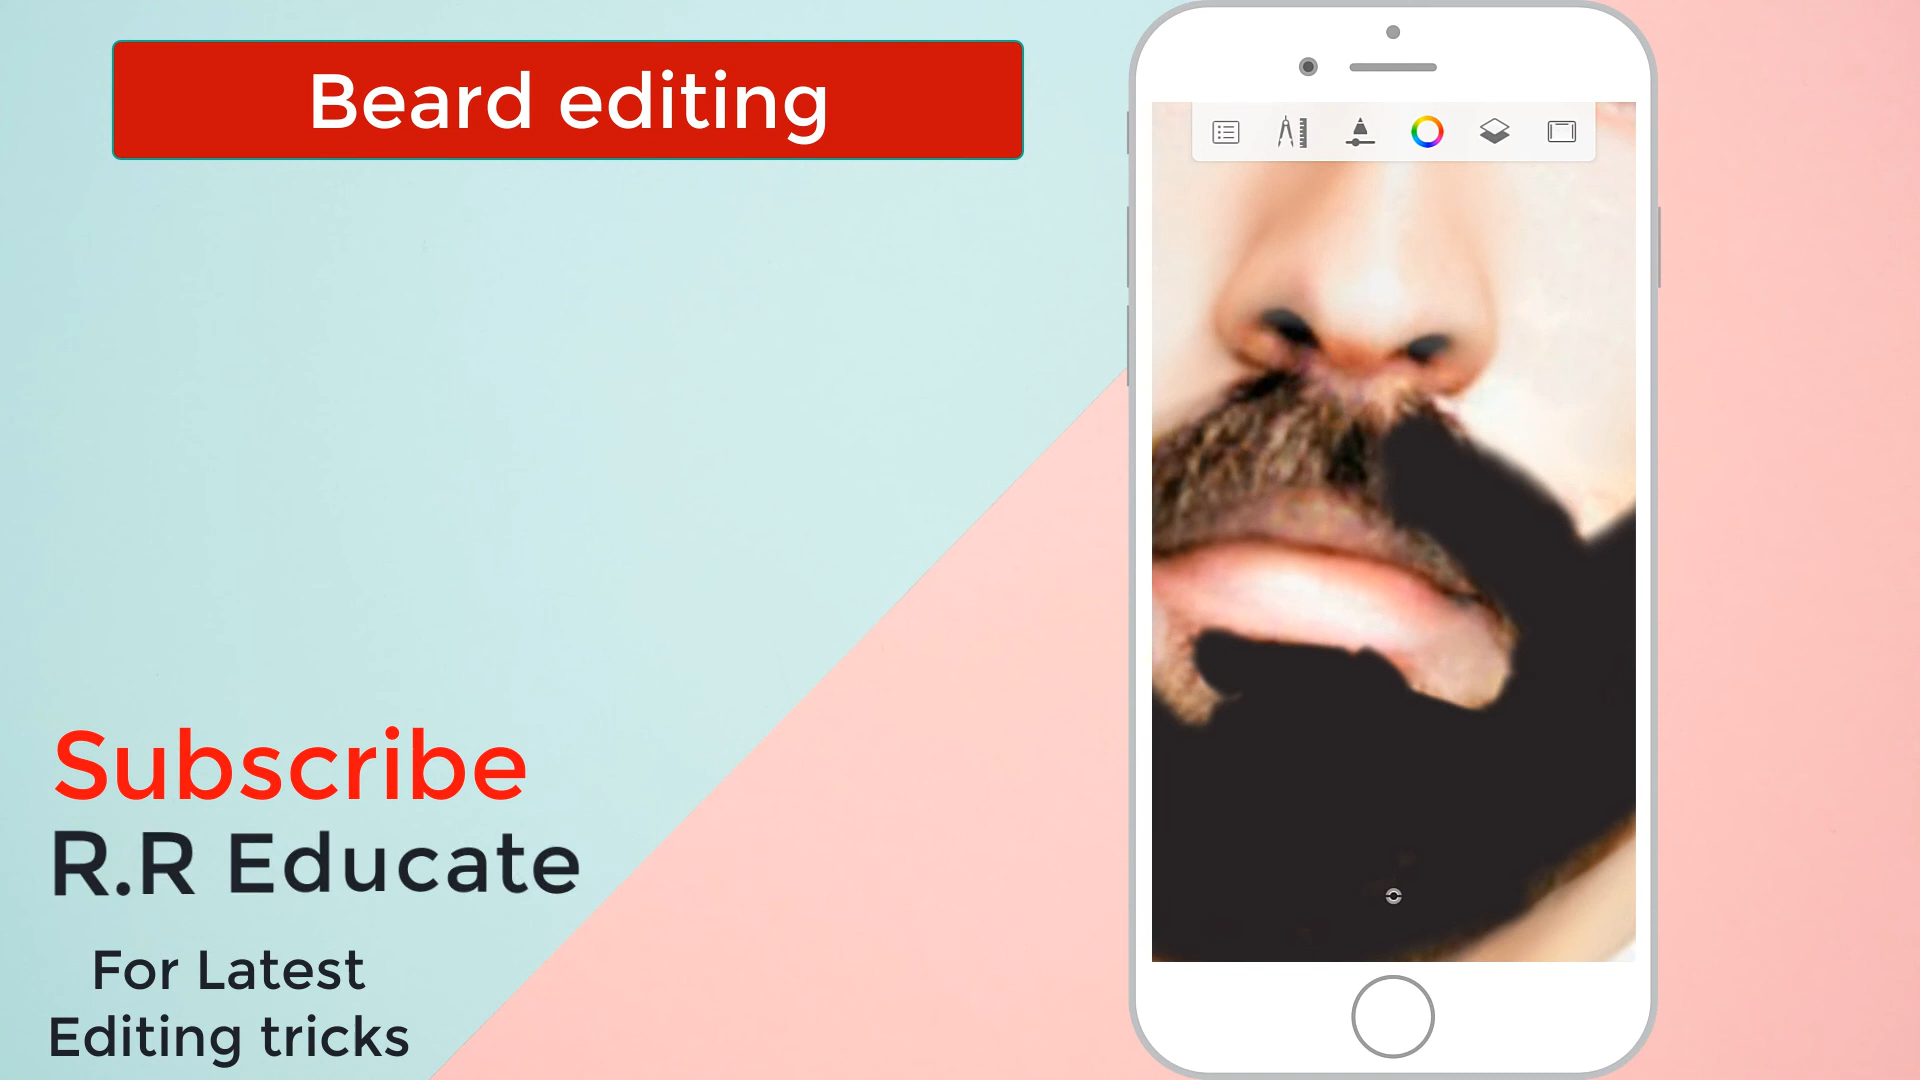 Beard editing
Subscribe
R.R Educate
For Latest
Editing tricks